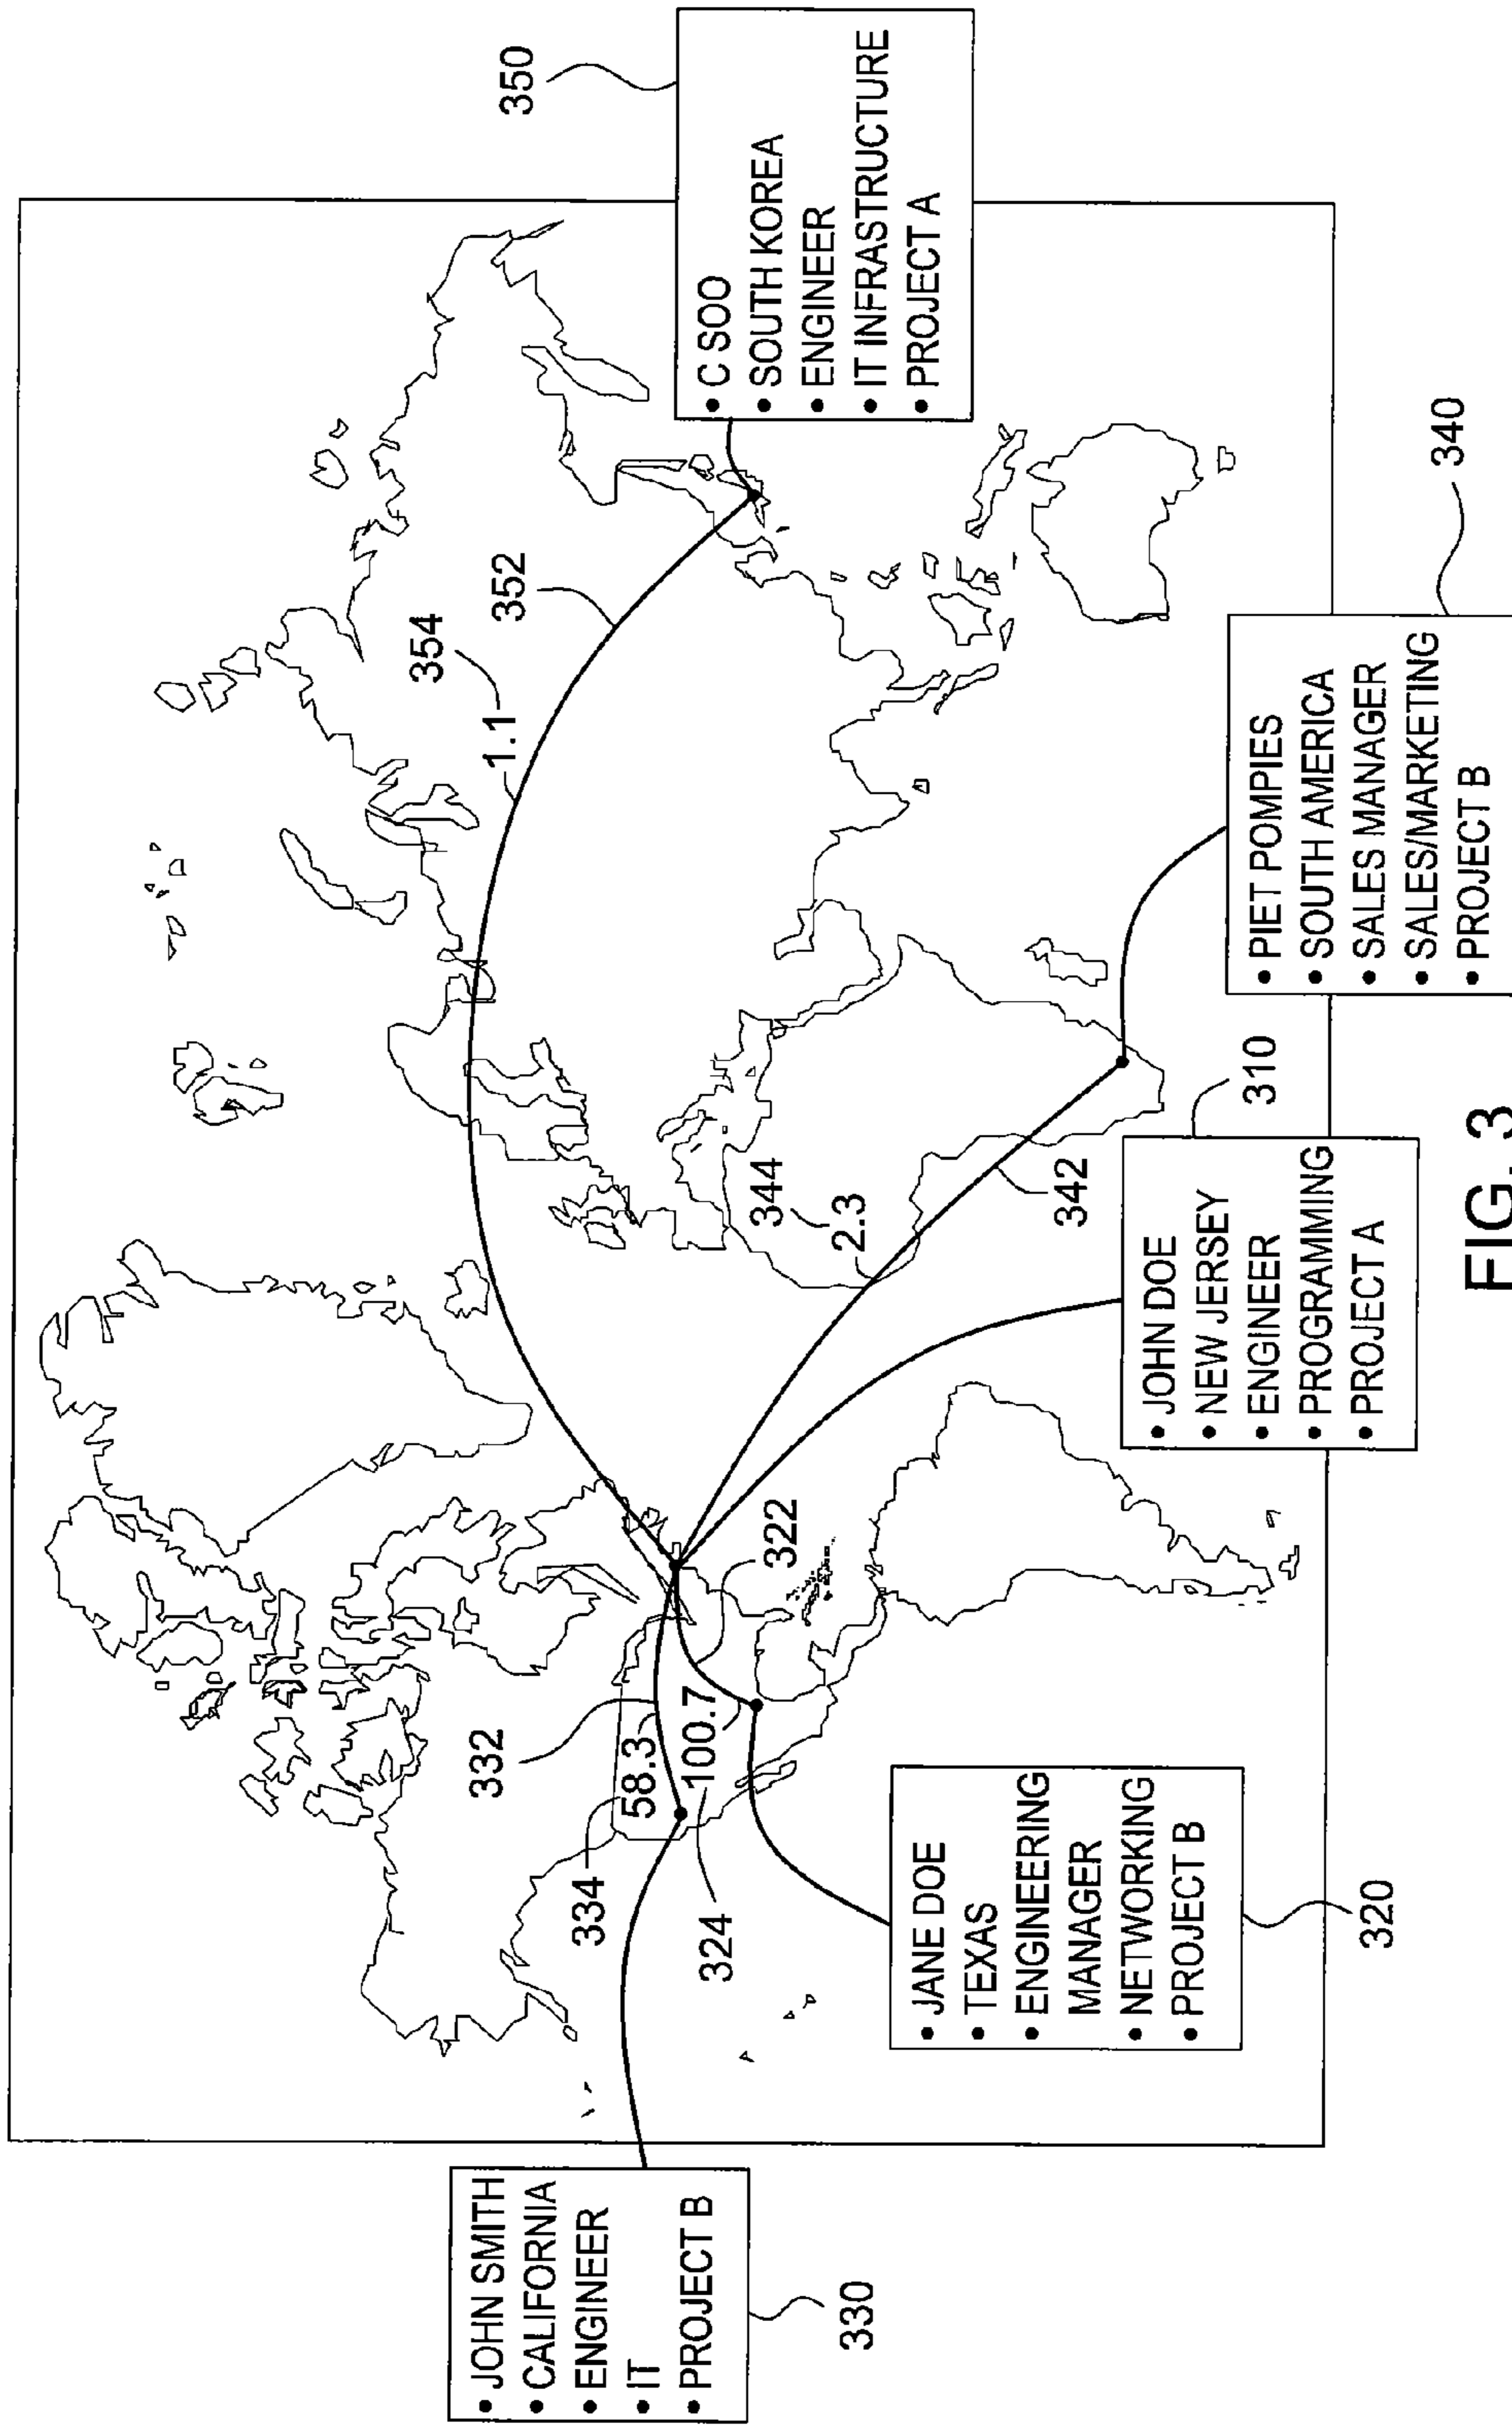 350
• C SOO
• SOUTH KOREA
• ENGINEER
• IT INFRASTRUCTURE
• PROJECT A
354
352
1.1
332
334
58.3
324
100.7
322
344
2.3
342
• JOHN SMITH
• CALIFORNIA
• ENGINEER
• IT
• PROJECT B
330
• JANE DOE
• TEXAS
• ENGINEERING
MANAGER
• NETWORKING
• PROJECT B
320
• JOHN DOE
• NEW JERSEY
• ENGINEER
• PROGRAMMING
• PROJECT A
310
• PIET POMPIES
• SOUTH AMERICA
• SALES MANAGER
• SALES/MARKETING
• PROJECT B
340
FIG. 3